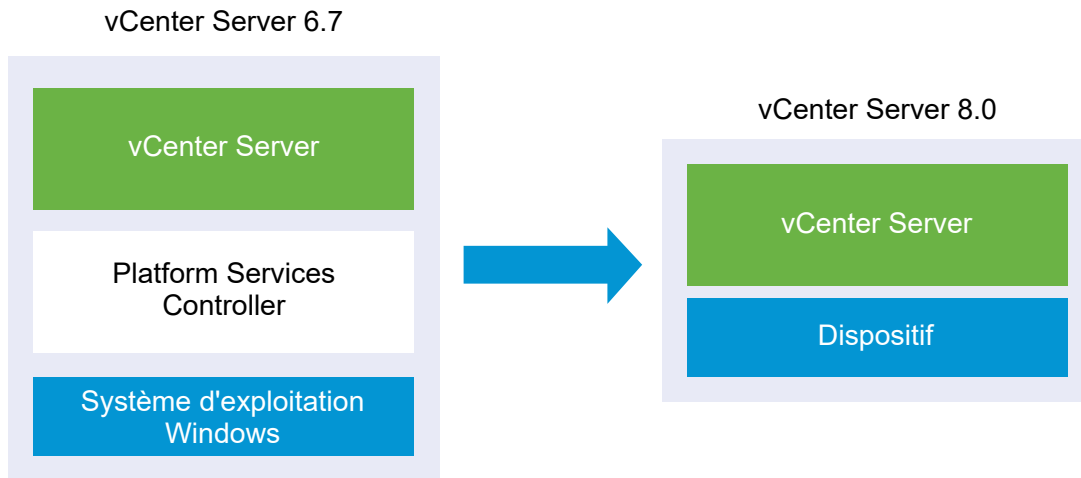 vCenter Server 6.7
vCenter Server
Platform Services
Controller
Système d'exploitation
Windows
vCenter Server 8.0
vCenter Server
Dispositif